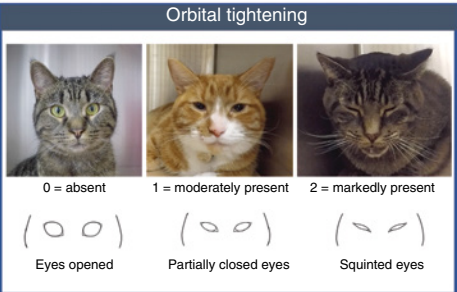 Orbital tightening
0 = absent
1 = moderately present
2 = markedly present
Eyes opened
Partially closed eyes
Squinted eyes